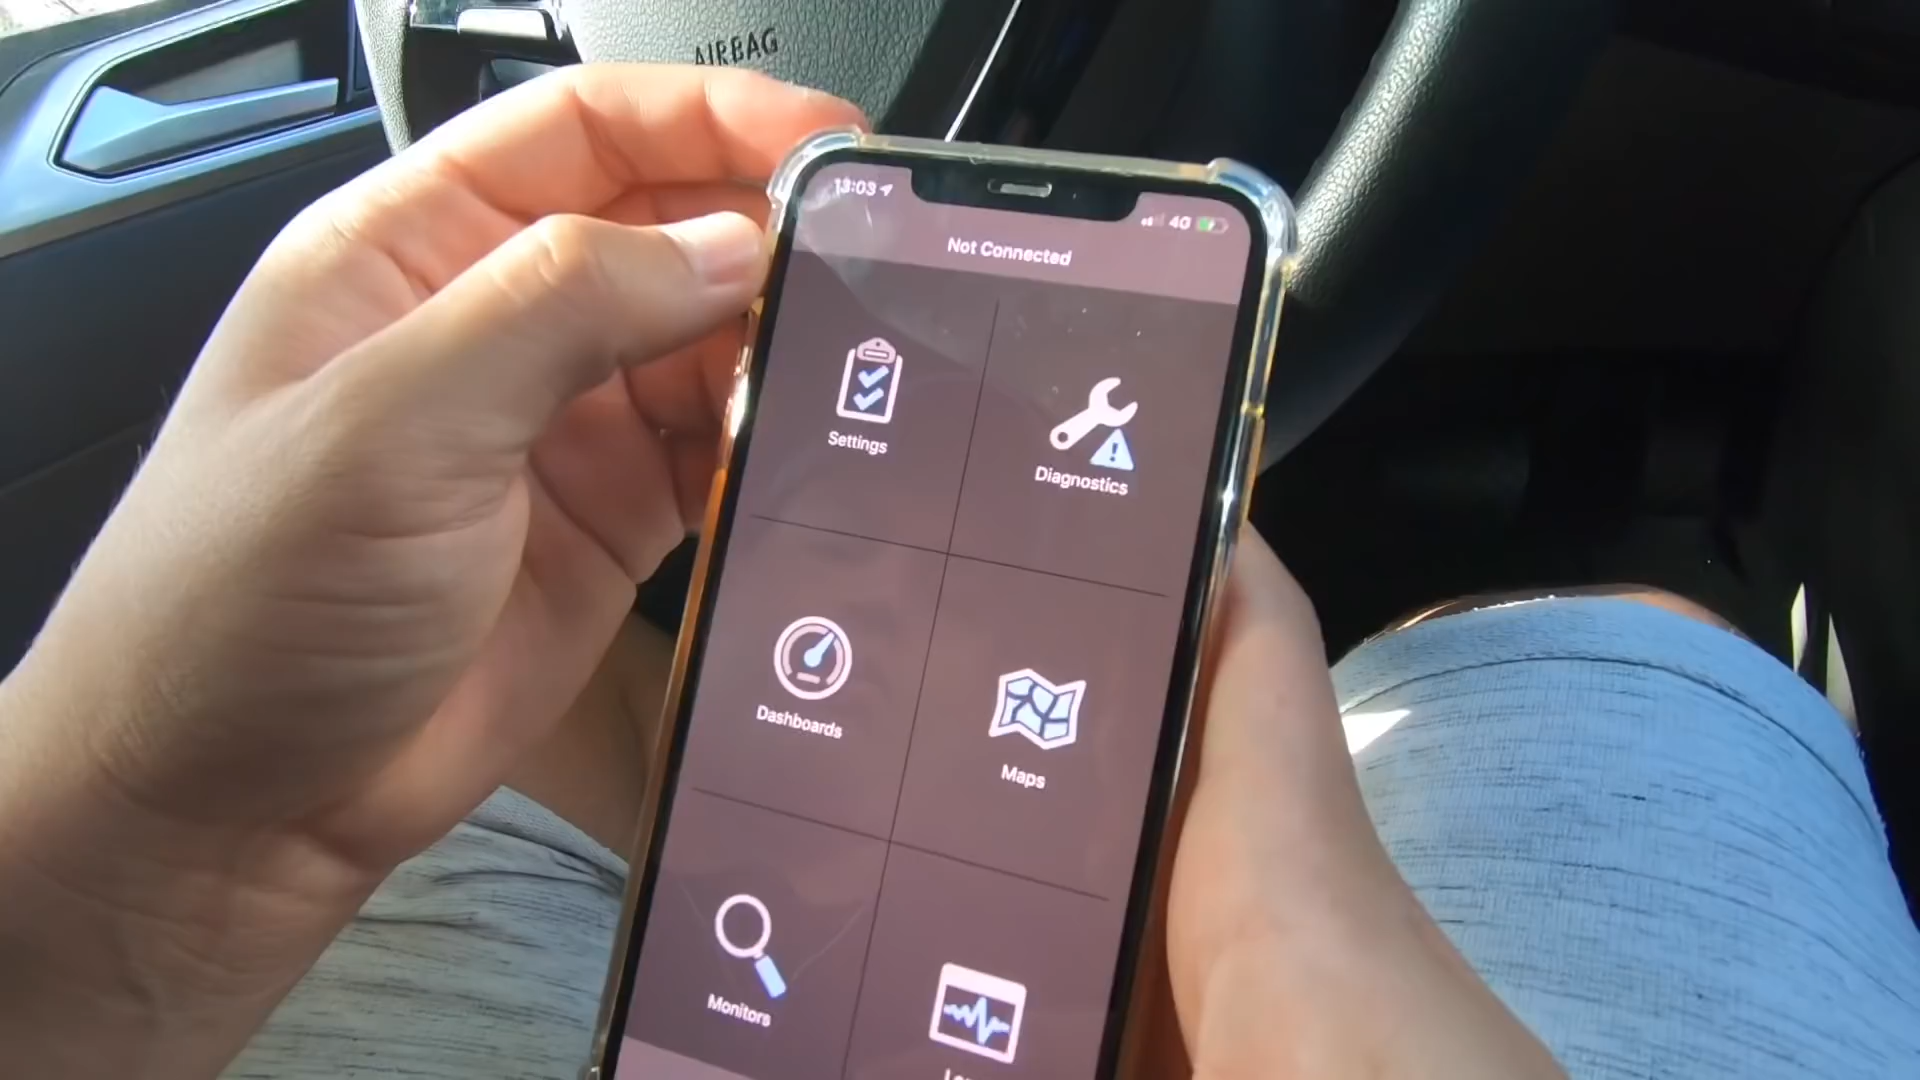 AIRBAG
13:03
4G
Not Connected
Settings
Diagnostics
Dashboards
Maps
Monitors